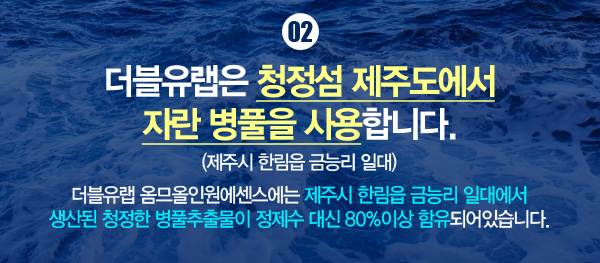 02
더블유랩은 청정섬 제주도에서
자란 병풀을 사용합니다.
(제주시 한림읍 금능리 일대)
더블유랩 옴므올인원에센스에는 제주시 한림읍 금능리 일대에서
생산된 청정한 병풀추출물이 정제수 대신 80%이상 함유되어있습니다.